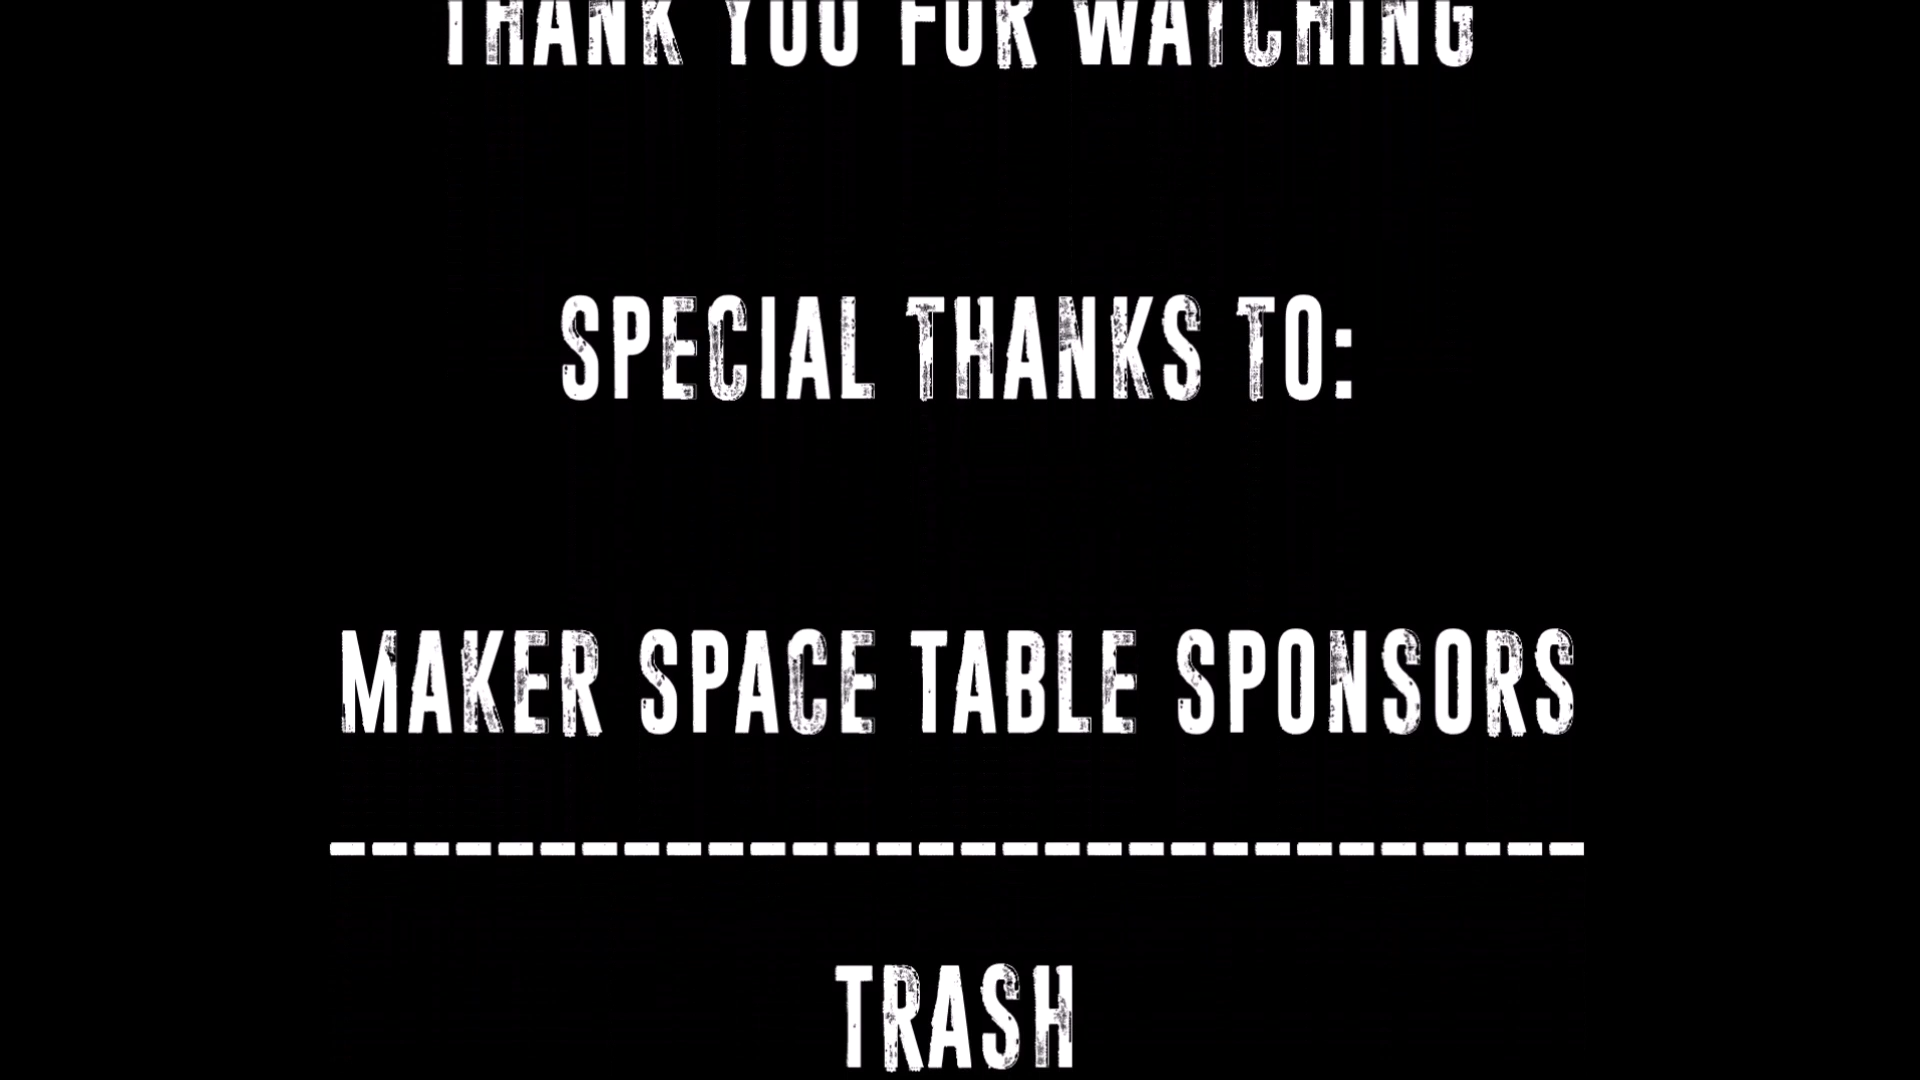 THANK YOU FOR WATCHING
SPECIAL THANKS TO:
MAKER SPACE TABLE SPONSORS
------------------------------
TRASH